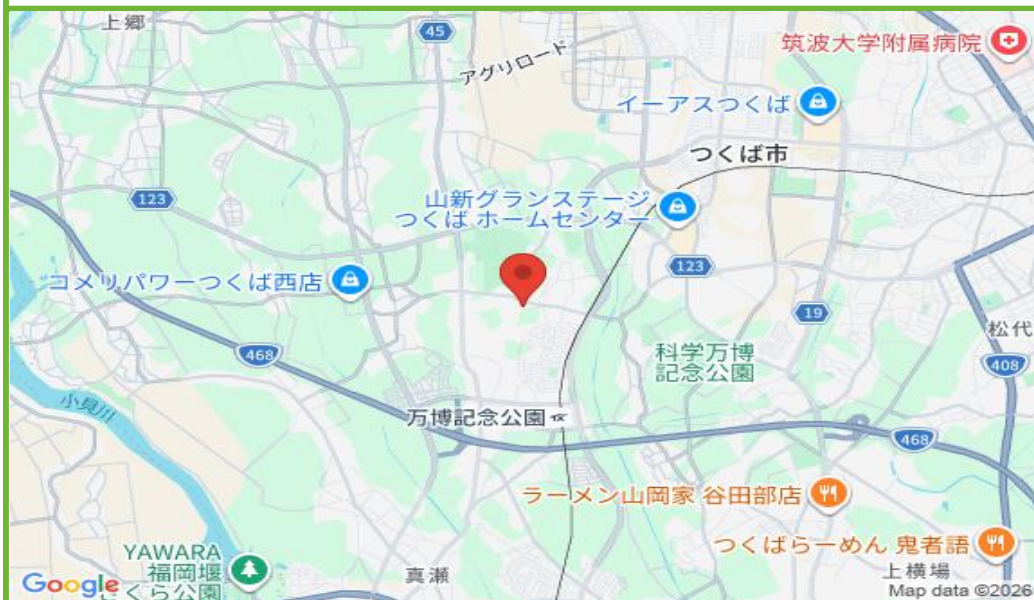 上郷
45
アグリロード
筑波大学附属病院
イーアスつくば
つくば市
123
山新グランステージ
つくば ホームセンター
コメリパワーつくば西店
123
19
松代
468
科学万博
記念公園
408
小貝川
万博記念公園
468
ラーメン山岡家 谷田部店
つくばらーめん 鬼者語
YAWARA
福岡堰
さくら公園
真瀬
上横場
Google
Map data ©2026